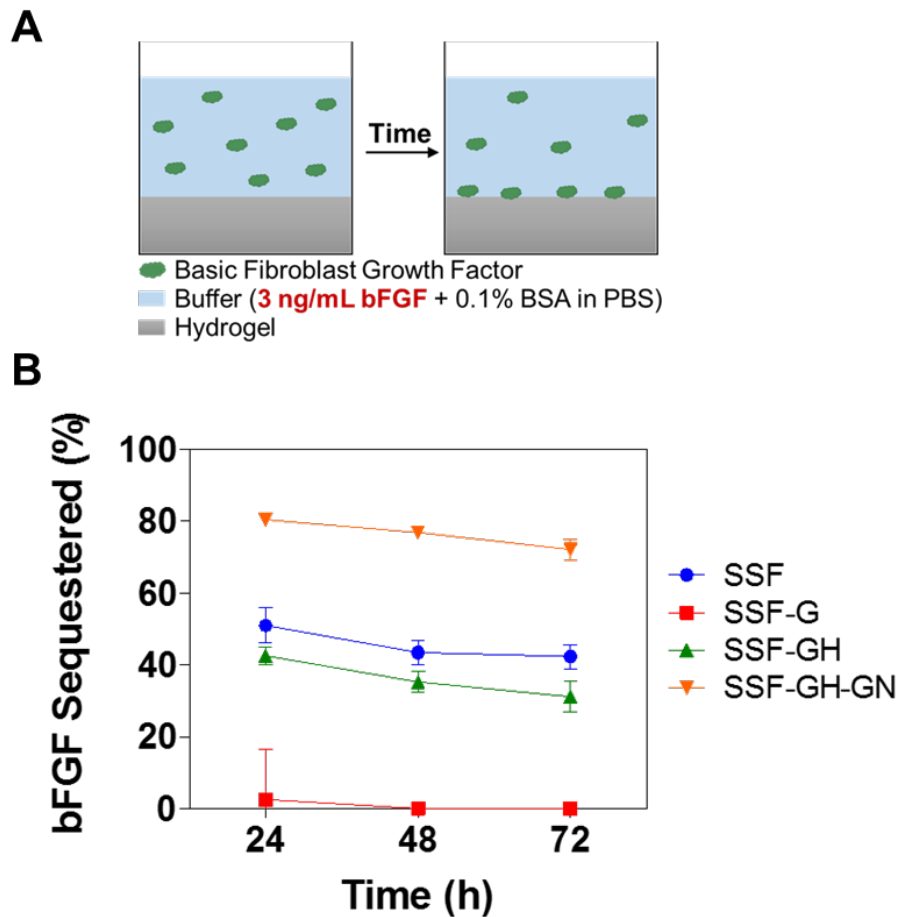 A
Time
Basic Fibroblast Growth Factor
Buffer (3 ng/mL bFGF + 0.1% BSA in PBS)
Hydrogel
B
bFGF Sequestered (%)
100
80
60
40
20
0
24 48 72
Time (h)
SSF
SSF-G
SSF-GH
SSF-GH-GN